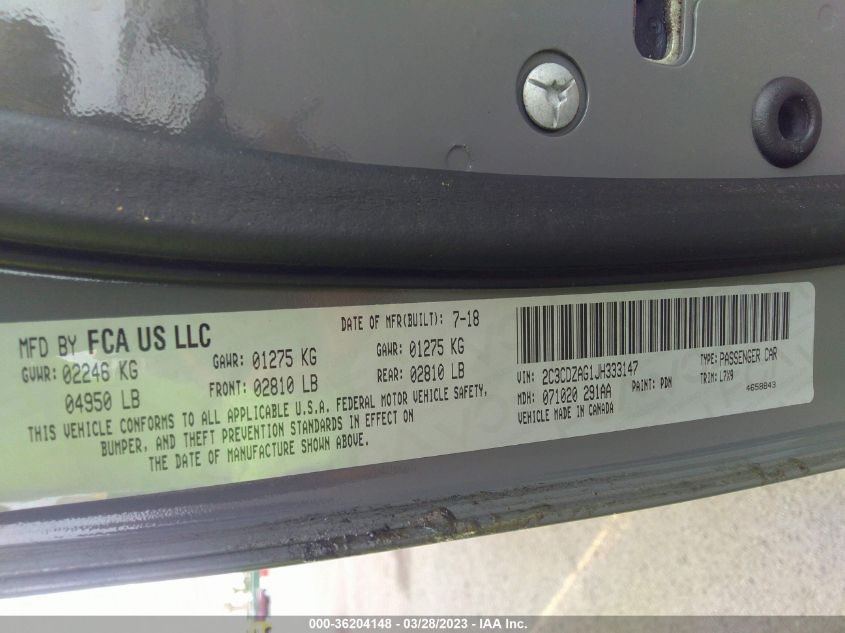 MFD BY FCA US LLC
DATE OF MFR(BUILT): 7-18
GVWR: 02246 KG
04950 LB
GAWR: 01275 KG
FRONT: 02810 LB
GAWR: 01275 KG
REAR: 02810 LB
THIS VEHICLE CONFORMS TO ALL APPLICABLE U.S.A. FEDERAL MOTOR VEHICLE SAFETY,
BUMPER, AND THEFT PREVENTION STANDARDS IN EFFECT ON
THE DATE OF MANUFACTURE SHOWN ABOVE.
VIN: 2C3CDZAG1JH333147
TYPE: PASSENGER CAR
MDH: 071020 291AA
PAINT: PDN
TRIM: L7X9
VEHICLE MADE IN CANADA
4658843
000-36204148 - 03/28/2023 - IAA Inc.